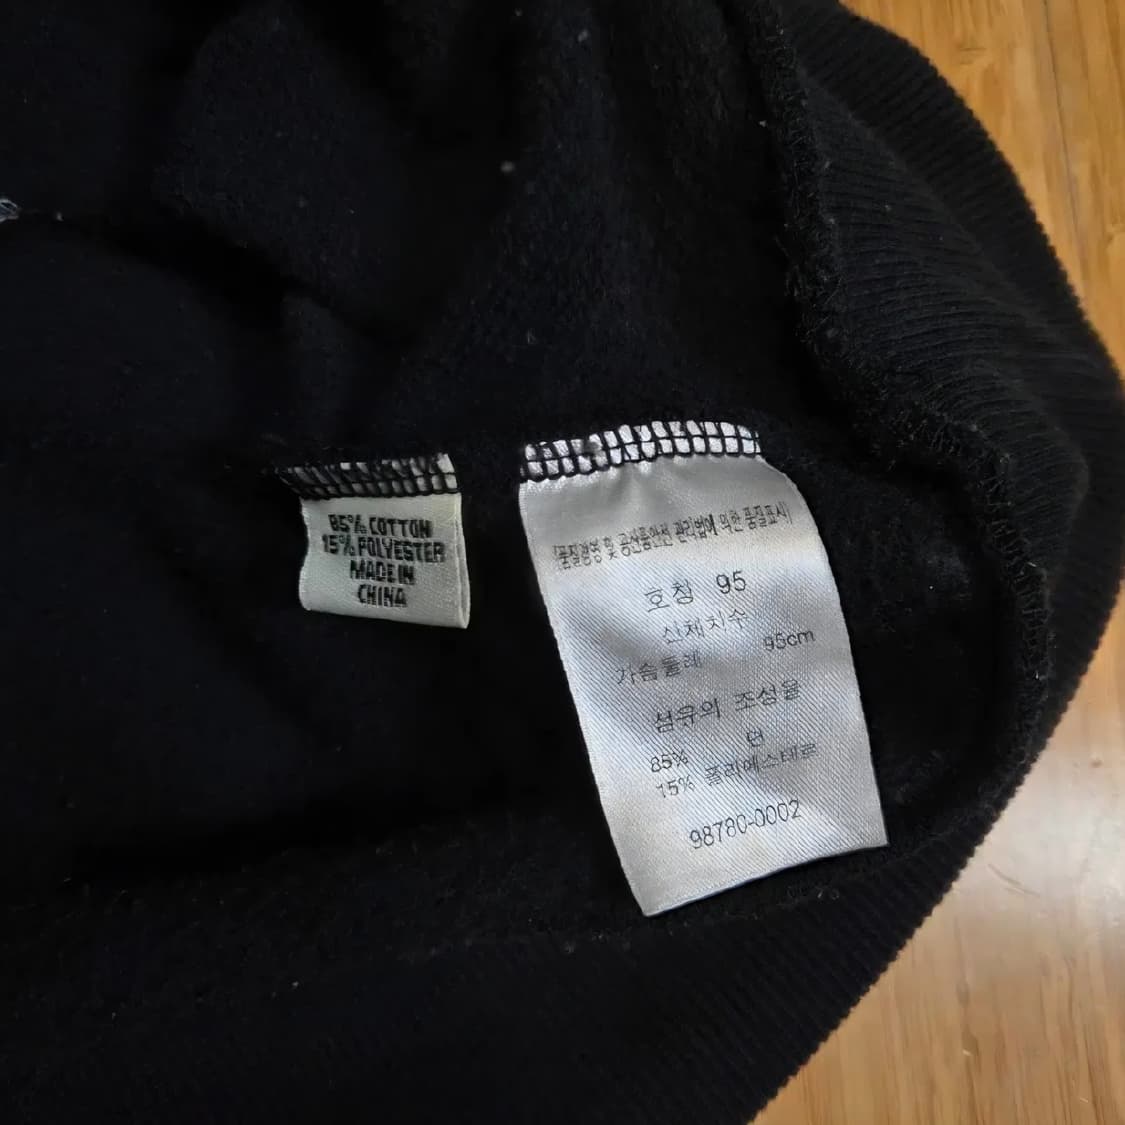 85% COTTON
15% POLYESTER
MADE IN
CHINA
(품질경영 및 공산품안전 관리법에 의한 품질표시)
호칭 95
신체치수
가슴둘레 95cm
섬유의 조성율
85% 면
15% 폴리에스테르
98780-0002